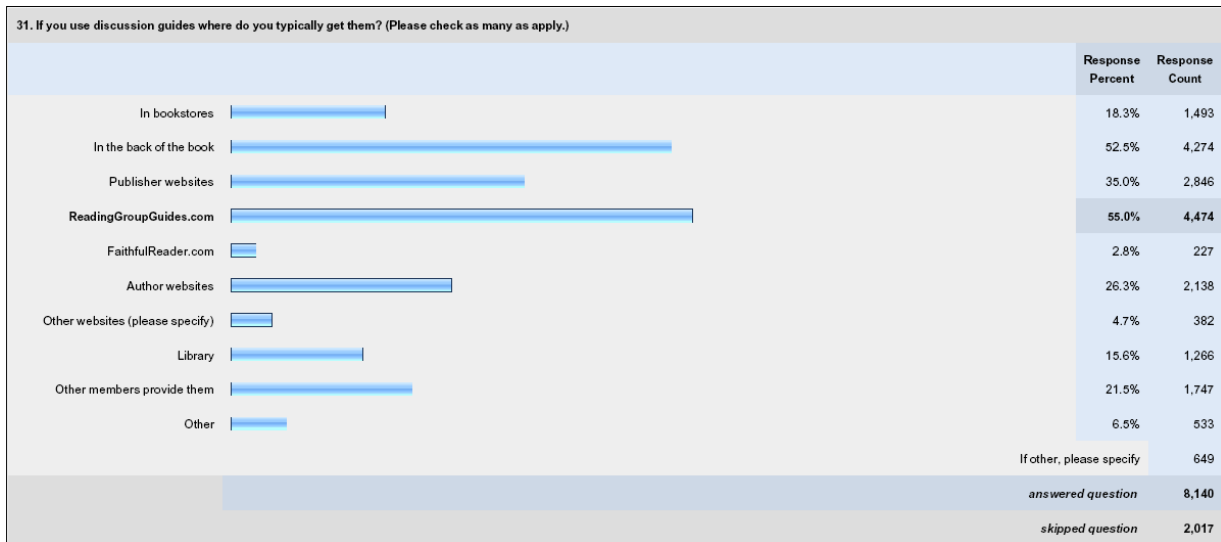 31. If you use discussion guides where do you typically get them? (Please check as many as apply.)
Response Percent Response Count
In bookstores 18.3% 1,493
In the back of the book 52.5% 4,274
Publisher websites 35.0% 2,846
ReadingGroupGuides.com 55.0% 4,474
FaithfulReader.com 2.8% 227
Author websites 26.3% 2,138
Other websites (please specify) 4.7% 382
Library 15.6% 1,266
Other members provide them 21.5% 1,747
Other 6.5% 533
If other, please specify 649
answered question 8,140
skipped question 2,017